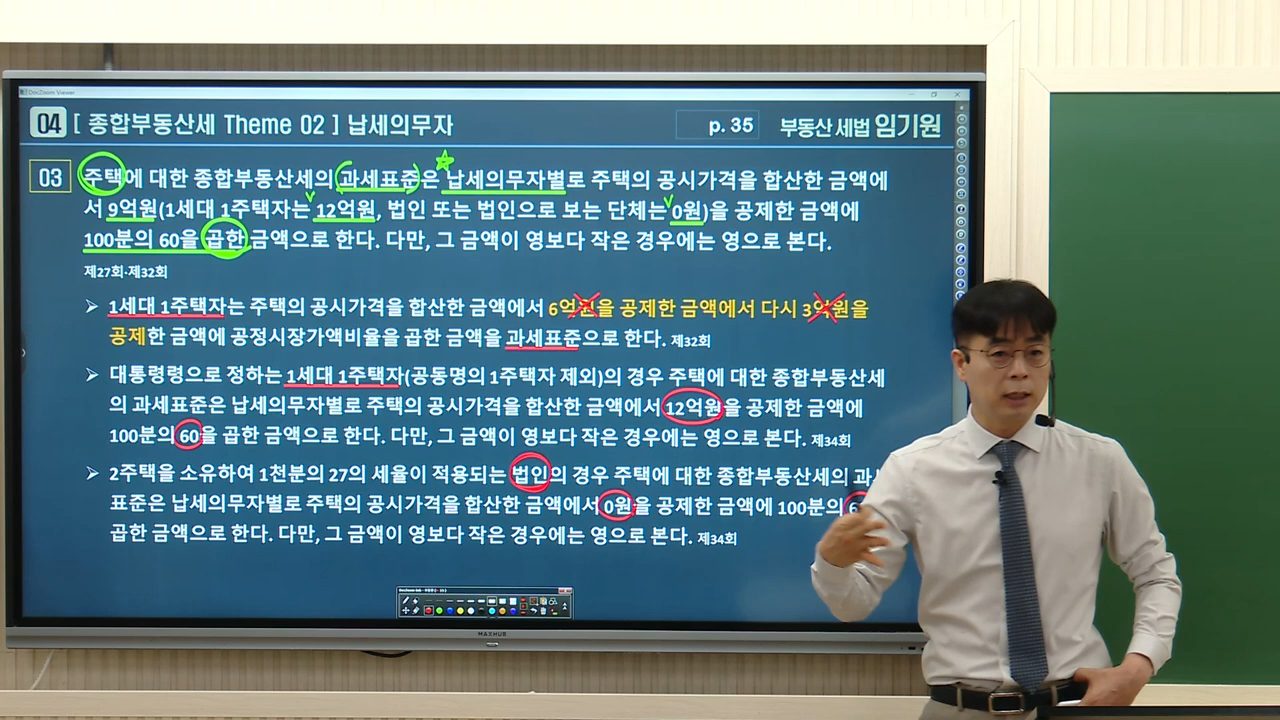 DocZoom Viewer
04 [ 종합부동산세 Theme 02 ] 납세의무자
p. 35
부동산 세법 임기원
03
주택에 대한 종합부동산세의 과세표준은 납세의무자별로 주택의 공시가격을 합산한 금액에
서 9억원(1세대 1주택자는 12억원, 법인 또는 법인으로 보는 단체는 0원)을 공제한 금액에
100분의 60을 곱한 금액으로 한다. 다만, 그 금액이 영보다 작은 경우에는 영으로 본다.
제27회·제32회
➢ 1세대 1주택자는 주택의 공시가격을 합산한 금액에서 6억원을 공제한 금액에서 다시 3억원을
공제한 금액에 공정시장가액비율을 곱한 금액을 과세표준으로 한다. 제32회
➢ 대통령령으로 정하는 1세대 1주택자(공동명의 1주택자 제외)의 경우 주택에 대한 종합부동산세
의 과세표준은 납세의무자별로 주택의 공시가격을 합산한 금액에서 12억원을 공제한 금액에
100분의 60을 곱한 금액으로 한다. 다만, 그 금액이 영보다 작은 경우에는 영으로 본다. 제34회
➢ 2주택을 소유하여 1천분의 27의 세율이 적용되는 법인의 경우 주택에 대한 종합부동산세의 과
표준은 납세의무자별로 주택의 공시가격을 합산한 금액에서 0원을 공제한 금액에 100분의 6
곱한 금액으로 한다. 다만, 그 금액이 영보다 작은 경우에는 영으로 본다. 제34회
MAXHUB